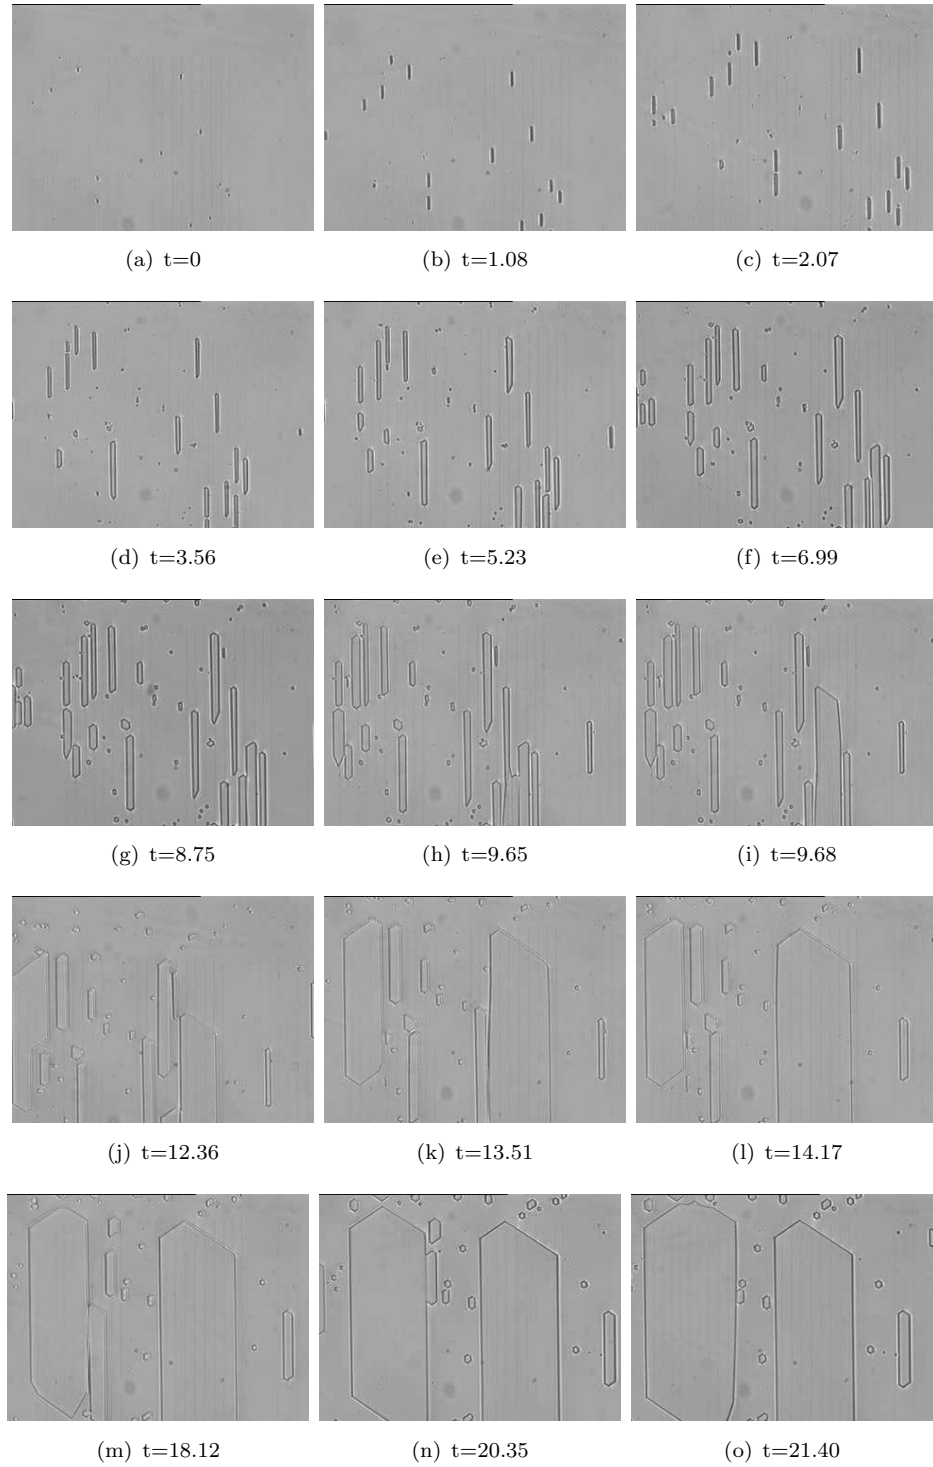 (a) t=0 (b) t=1.08 (c) t=2.07
(d) t=3.56 (e) t=5.23 (f) t=6.99
(g) t=8.75 (h) t=9.65 (i) t=9.68
(j) t=12.36 (k) t=13.51 (l) t=14.17
(m) t=18.12 (n) t=20.35 (o) t=21.40